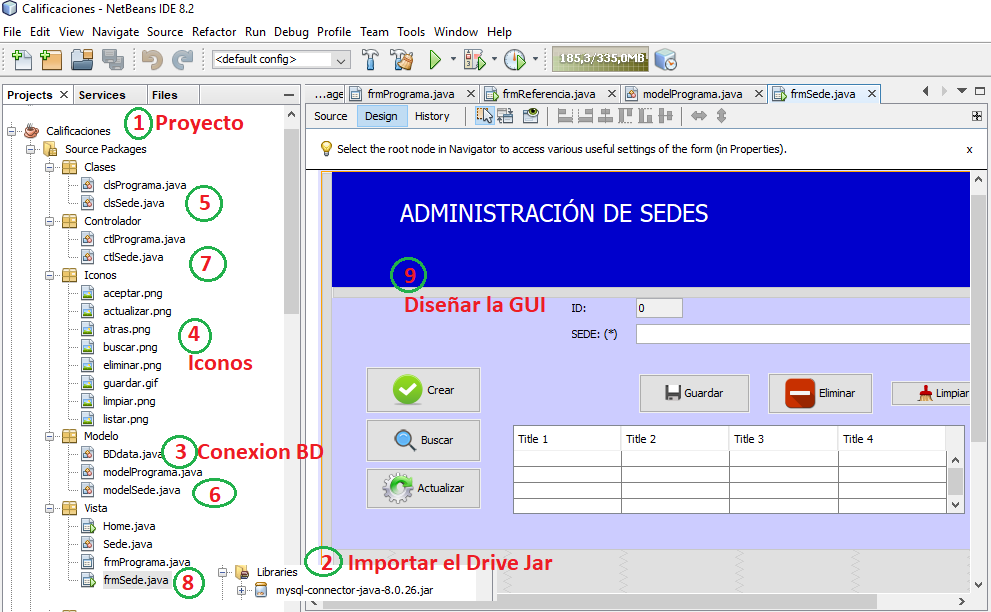 Calificaciones - NetBeans IDE 8.2
File Edit View Navigate Source Refactor Run Debug Profile Team Tools Window Help
<default config> 185,3/335,0MB
Projects × Services Files
...age frmPrograma.java × frmReferencia.java × modelPrograma.java × frmSede.java ×
Source Design History
Select the root node in Navigator to access various useful settings of the form (in Properties). x
Calificaciones
1 Proyecto
Source Packages
Clases
clsPrograma.java
clsSede.java
5
Controlador
ctlPrograma.java
ctlSede.java
7
Iconos
aceptar.png
actualizar.png
atras.png
4
buscar.png
Iconos
eliminar.png
guardar.gif
limpiar.png
listar.png
Modelo
BDdata.java
3 Conexion BD
modelPrograma.java
modelSede.java
6
Vista
Home.java
Sede.java
frmPrograma.java
frmSede.java
8
Libraries
mysql-connector-java-8.0.26.jar
2 Importar el Drive Jar
ADMINISTRACIÓN DE SEDES
9
Diseñar la GUI
ID: 0
SEDE: (*)
Crear Guardar Eliminar Limpiar
Buscar
Actualizar
Title 1 Title 2 Title 3 Title 4